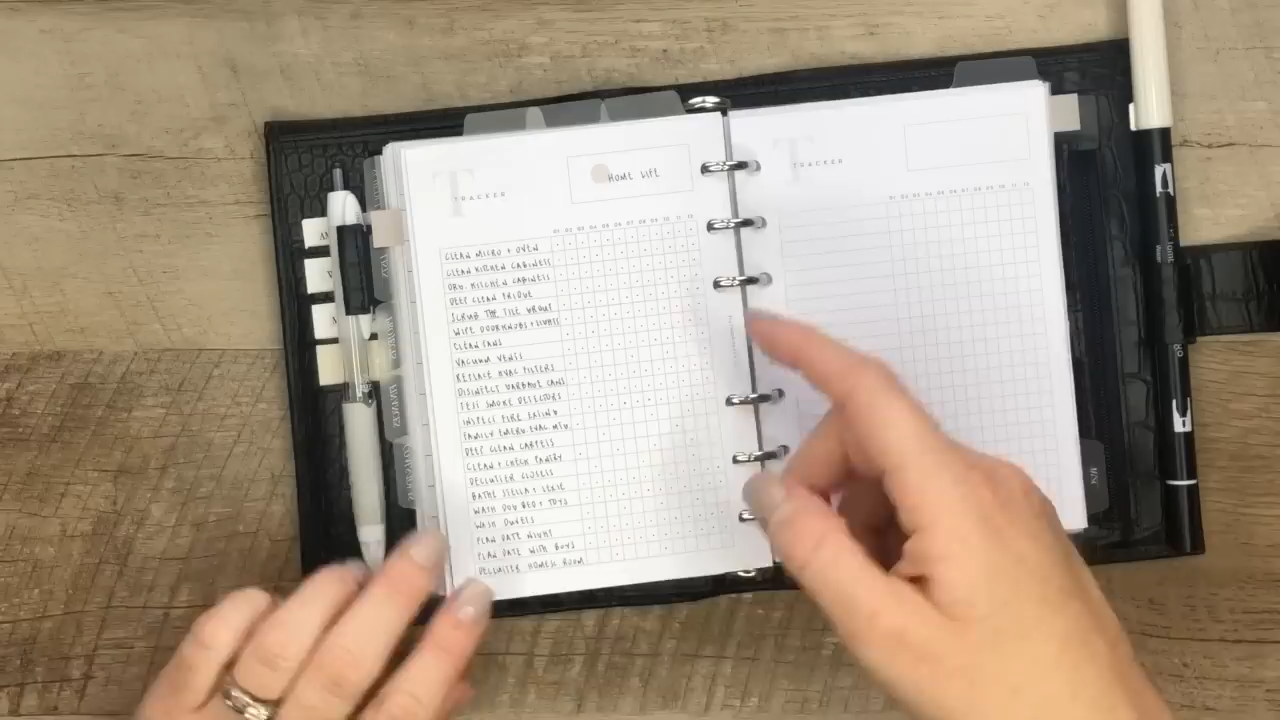 TRACKER
HOME LIFE
01 02 03 04 05 06 07 08 09 10 11 12
CLEAN MICRO + OVEN
CLEAN KITCHEN CABINETS
ORG. KITCHEN CABINETS
DEEP CLEAN FRIDGE
SCRUB THE TILE GROUT
WIPE DOORKNOBS + LIGHTS
CLEAN FANS
VACUUM VENTS
REPLACE HVAC FILTERS
DISINFECT GARBAGE CANS
TEST SMOKE DETECTORS
INSPECT FIRE EXTING.
FAMILY EMERG. EVAC. MTG.
DEEP CLEAN CARPETS
CLEAN + CHECK PANTRY
DECLUTTER CLOSETS
BATHE STELLA + LEXIE
WASH DOG BED + TOYS
WASH DUVETS
PLAN DATE NIGHT
PLAN DATE WITH BOYS
DECLUTTER HOMESC. ROOM
TRACKER
01 02 03 04 05 06 07 08 09 10 11 12